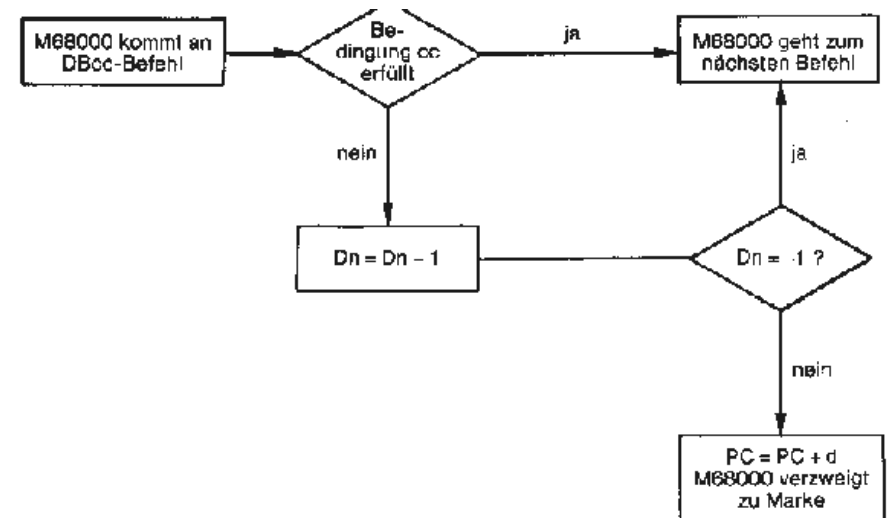 M68000 kommt an
DBcc-Befehl
Be-
dingung cc
erfüllt
ja
M68000 geht zum
nächsten Befehl
nein
ja
Dn = Dn – 1
Dn = -1 ?
nein
PC = PC + d
M68000 verzweigt
zu Marke